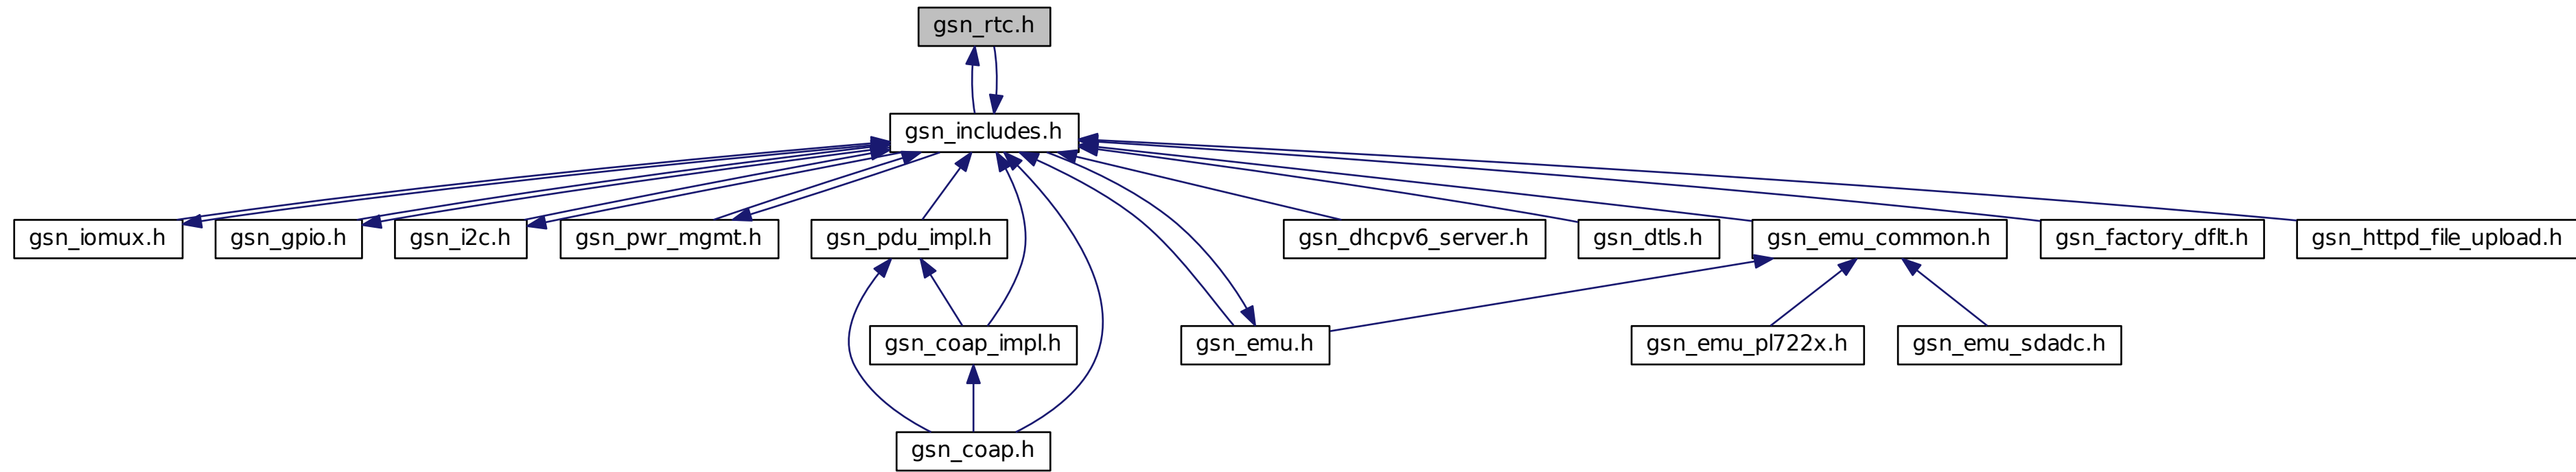 gsn_rtc.h
gsn_includes.h
gsn_iomux.h
gsn_gpio.h
gsn_i2c.h
gsn_pwr_mgmt.h
gsn_pdu_impl.h
gsn_dhcpv6_server.h
gsn_dtls.h
gsn_emu_common.h
gsn_factory_dflt.h
gsn_httpd_file_upload.h
gsn_coap_impl.h
gsn_emu.h
gsn_emu_pl722x.h
gsn_emu_sdadc.h
gsn_coap.h